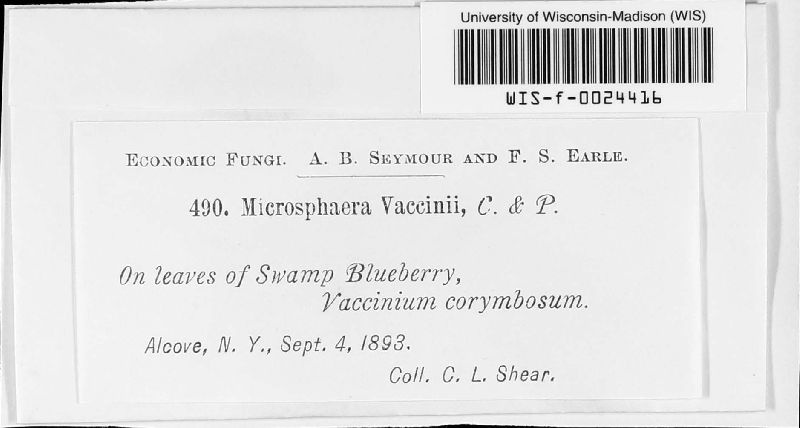 University of Wisconsin-Madison (WIS)
WIS-f-0024416
Economic Fungi. A. B. Seymour and F. S. Earle.
490. Microsphaera Vaccinii, C. & P.
On leaves of Swamp Blueberry,
Vaccinium corymbosum.
Alcove, N. Y., Sept. 4, 1893.
Coll. C. L. Shear.